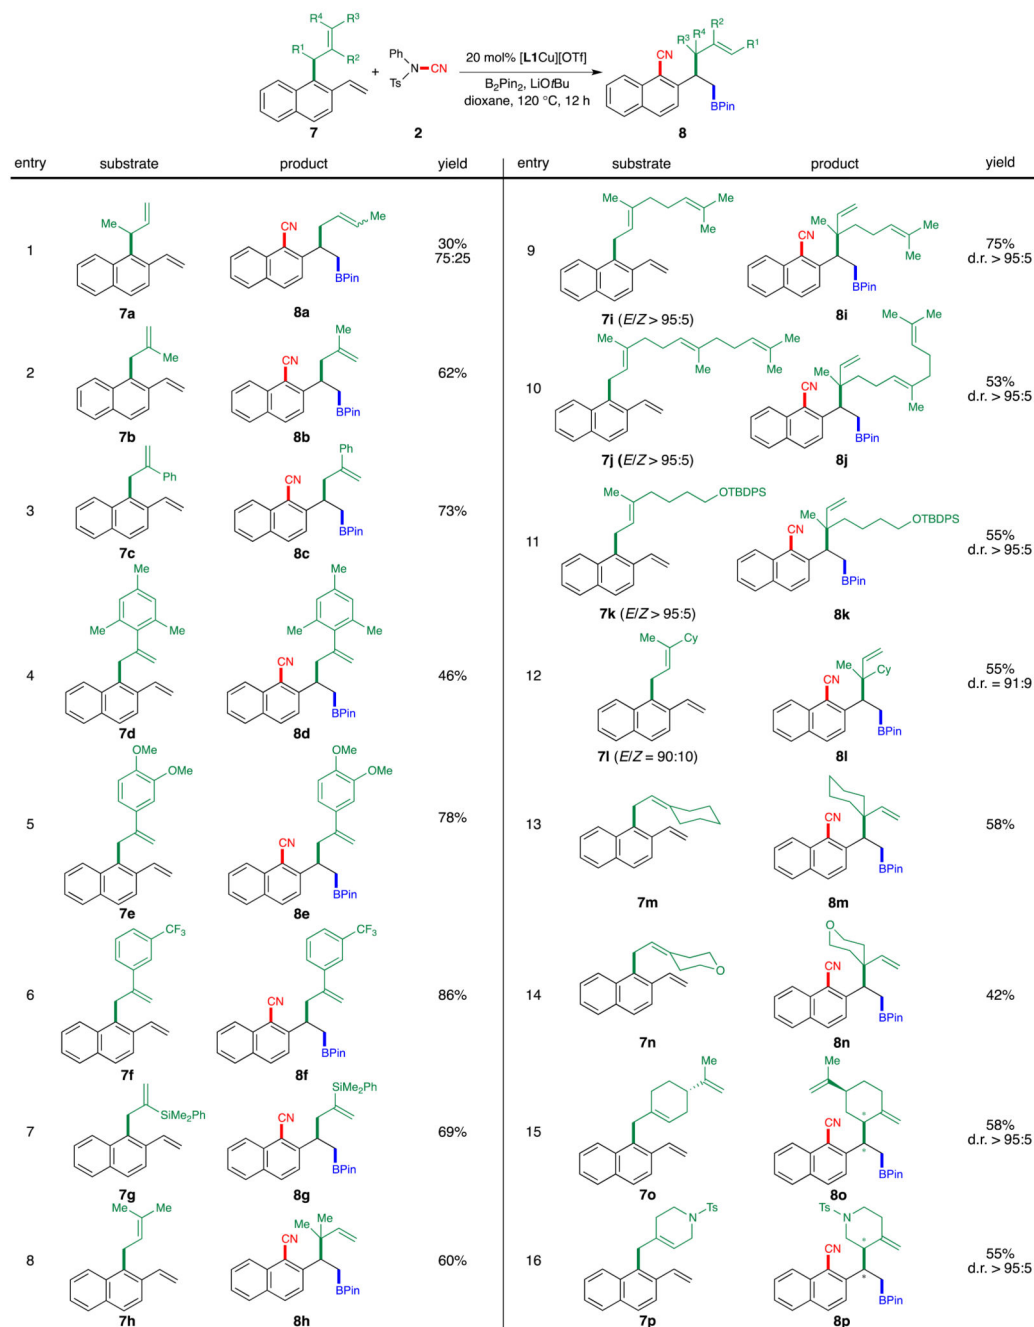 R4 R3
R1 R2
7
+
Ph
N CN
Ts
2
20 mol% [L1Cu][OTf]
B2Pin2, LiOtBu
dioxane, 120 °C, 12 h
R2
R3 R4 R1
CN
BPin
8
entry substrate product yield
1
Me
7a
CN
Me
BPin
8a
30%
75:25
2
Me
7b
Me
CN
BPin
8b
62%
3
Ph
7c
Ph
CN
BPin
8c
73%
4
Me
Me Me
7d
Me
Me Me
CN
BPin
8d
46%
5
OMe
OMe
7e
OMe
OMe
CN
BPin
8e
78%
6
CF3
7f
CF3
CN
BPin
8f
86%
7
SiMe2Ph
7g
SiMe2Ph
CN
BPin
8g
69%
8
Me Me
7h
Me Me
CN
BPin
8h
60%
entry substrate product yield
9
Me Me
Me
7i (E/Z > 95:5)
Me
CN
Me
Me
BPin
8i
75%
d.r. > 95:5
10
Me Me
Me Me
7j (E/Z > 95:5)
Me Me
Me
CN
Me
BPin
8j
53%
d.r. > 95:5
11
Me OTBDPS
7k (E/Z > 95:5)
Me
CN
OTBDPS
BPin
8k
55%
d.r. > 95:5
12
Me Cy
7l (E/Z = 90:10)
Me Cy
CN
BPin
8l
55%
d.r. = 91:9
13
7m
CN
BPin
8m
58%
14
O
7n
O
CN
BPin
8n
42%
15
Me
7o
Me
CN
*
*
BPin
8o
58%
d.r. > 95:5
16
N Ts
7p
Ts
N
CN
*
*
BPin
8p
55%
d.r. > 95:5